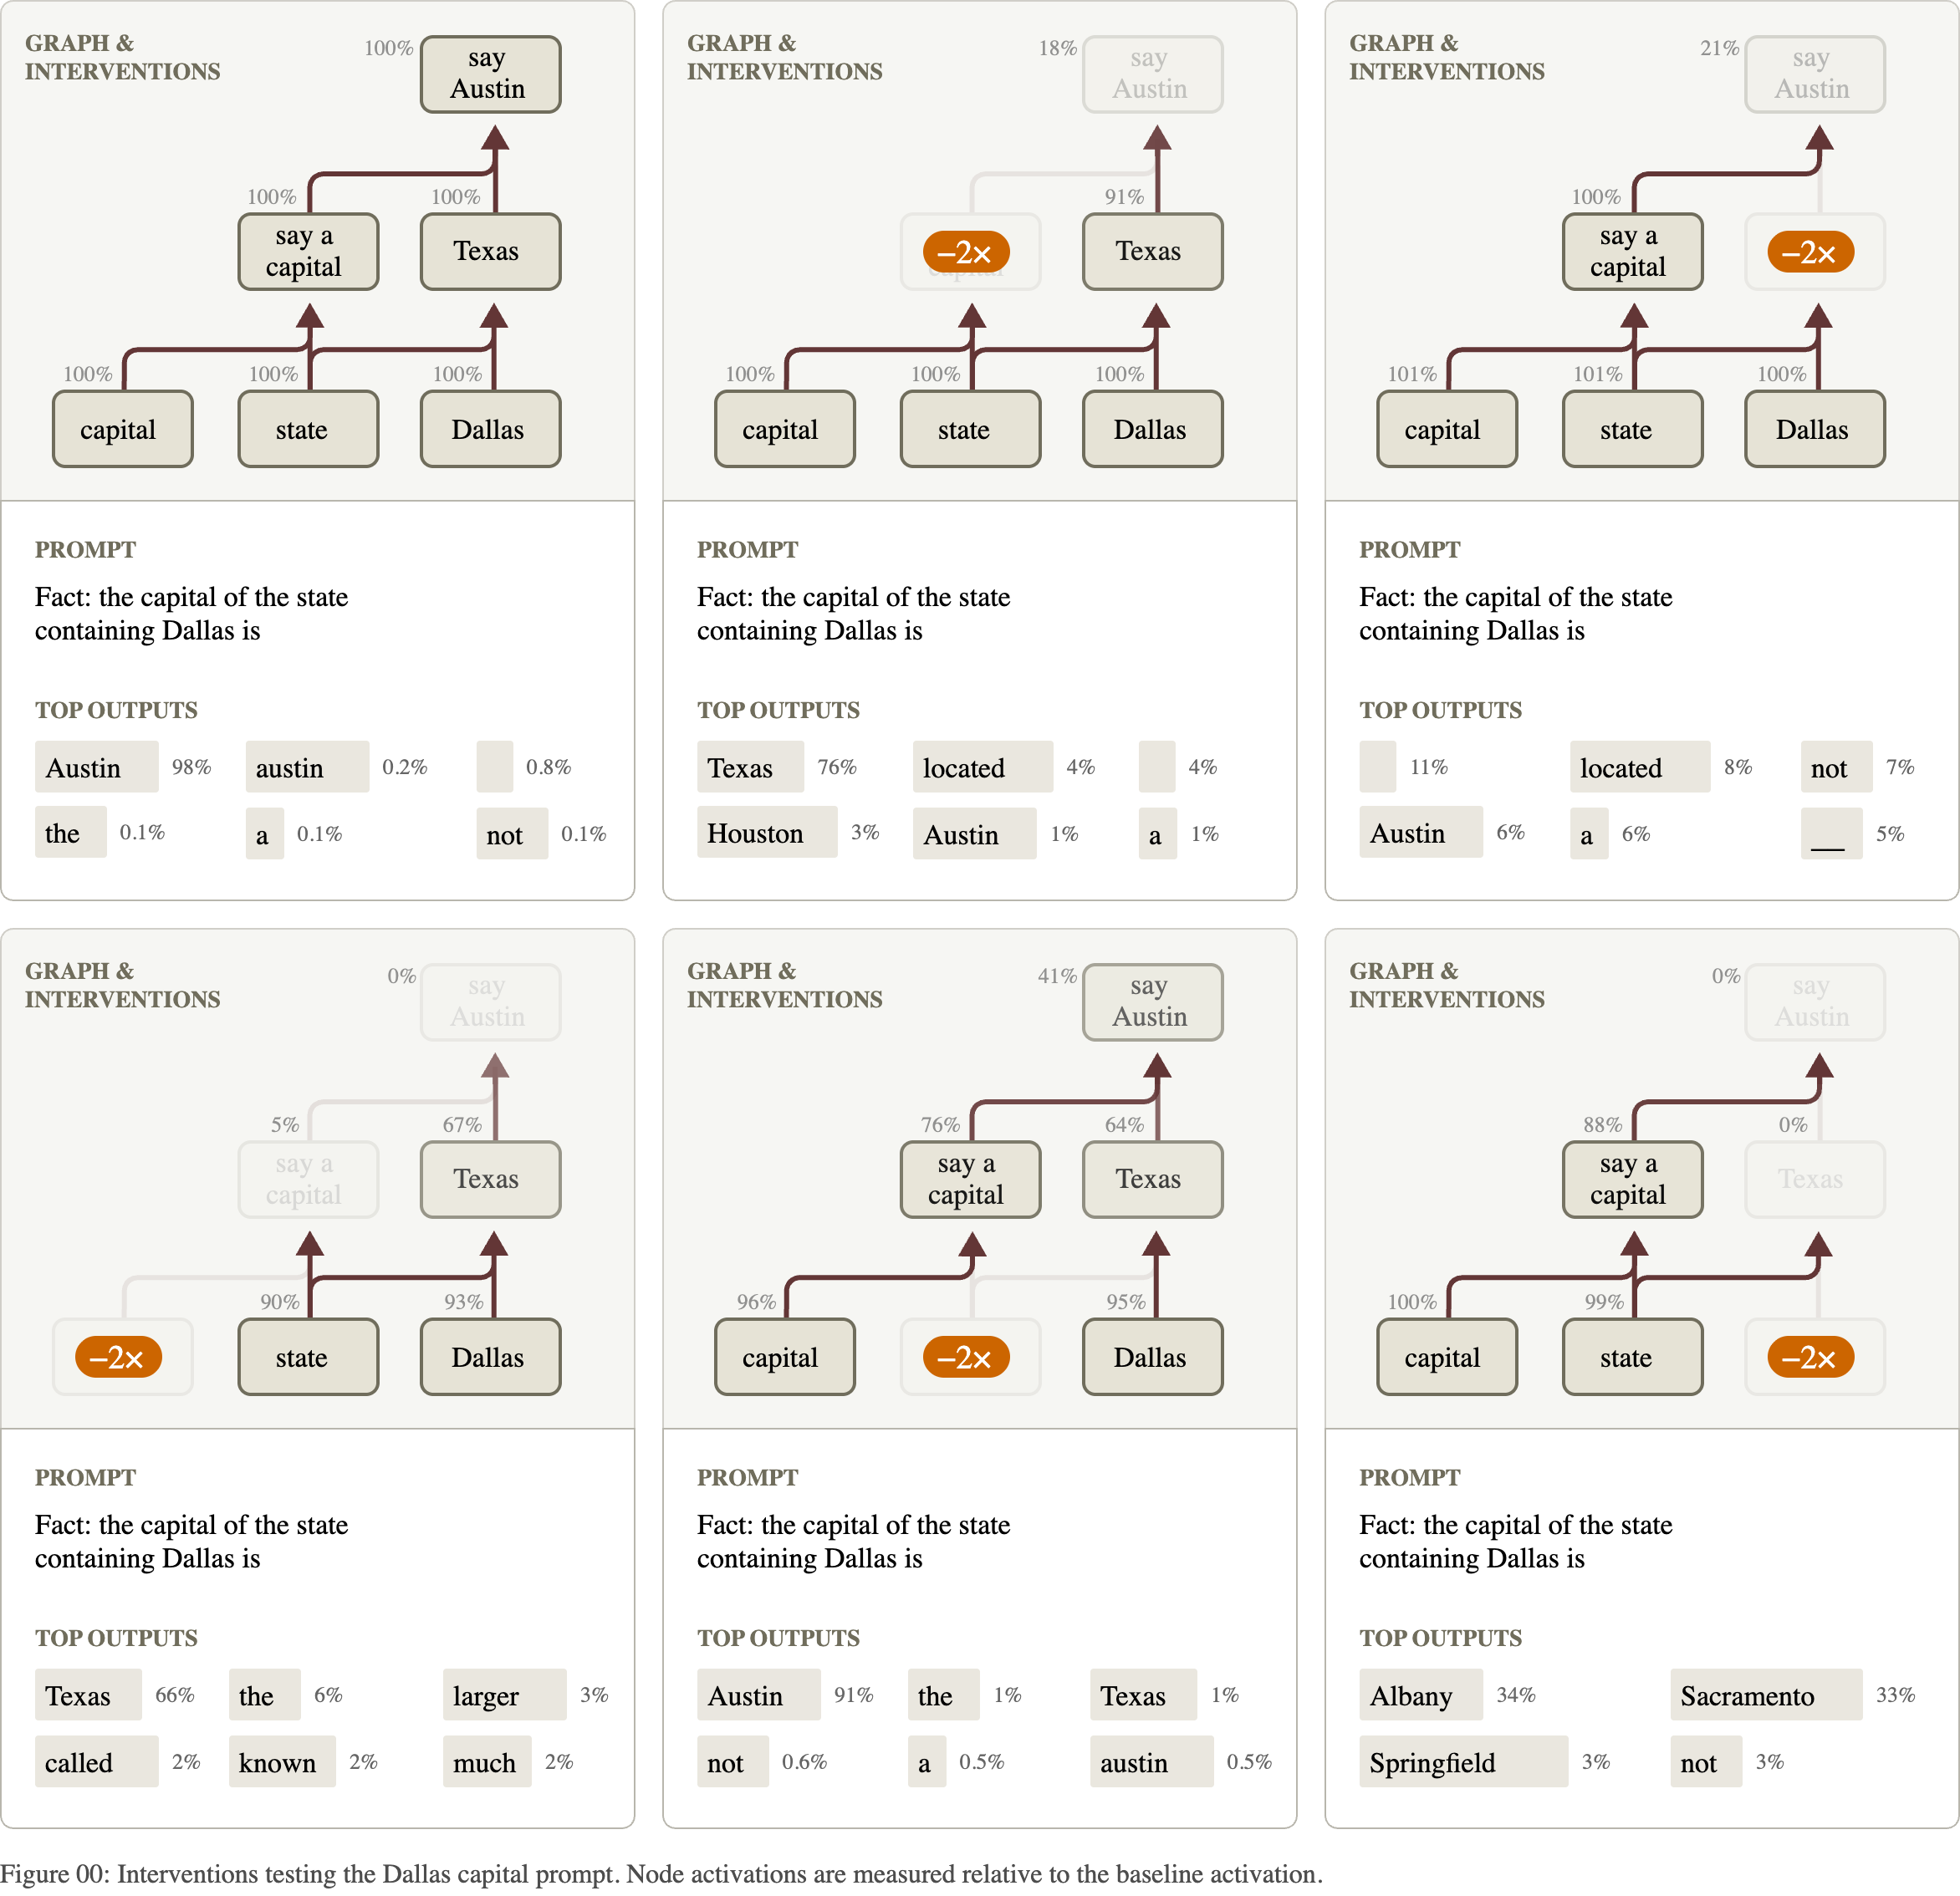 GRAPH &
INTERVENTIONS
100%
say
Austin
100%
100%
say a
capital
Texas
100%
100%
100%
capital
state
Dallas
PROMPT
Fact: the capital of the state
containing Dallas is
TOP OUTPUTS
Austin 98% austin 0.2% 0.8%
the 0.1% a 0.1% not 0.1%
GRAPH &
INTERVENTIONS
18%
say
Austin
91%
−2×
capital
Texas
100%
100%
100%
capital
state
Dallas
PROMPT
Fact: the capital of the state
containing Dallas is
TOP OUTPUTS
Texas 76% located 4% 4%
Houston 3% Austin 1% a 1%
GRAPH &
INTERVENTIONS
21%
say
Austin
100%
say a
capital
−2×
101%
101%
100%
capital
state
Dallas
PROMPT
Fact: the capital of the state
containing Dallas is
TOP OUTPUTS
11% located 8% not 7%
Austin 6% a 6% __ 5%
GRAPH &
INTERVENTIONS
0%
say
Austin
5%
67%
say a
capital
Texas
90%
93%
−2×
state
Dallas
PROMPT
Fact: the capital of the state
containing Dallas is
TOP OUTPUTS
Texas 66% the 6% larger 3%
called 2% known 2% much 2%
GRAPH &
INTERVENTIONS
41%
say
Austin
76%
64%
say a
capital
Texas
96%
95%
capital
−2×
Dallas
PROMPT
Fact: the capital of the state
containing Dallas is
TOP OUTPUTS
Austin 91% the 1% Texas 1%
not 0.6% a 0.5% austin 0.5%
GRAPH &
INTERVENTIONS
0%
say
Austin
88%
0%
say a
capital
Texas
100%
99%
capital
state
−2×
PROMPT
Fact: the capital of the state
containing Dallas is
TOP OUTPUTS
Albany 34% Sacramento 33%
Springfield 3% not 3%
Figure 00: Interventions testing the Dallas capital prompt. Node activations are measured relative to the baseline activation.